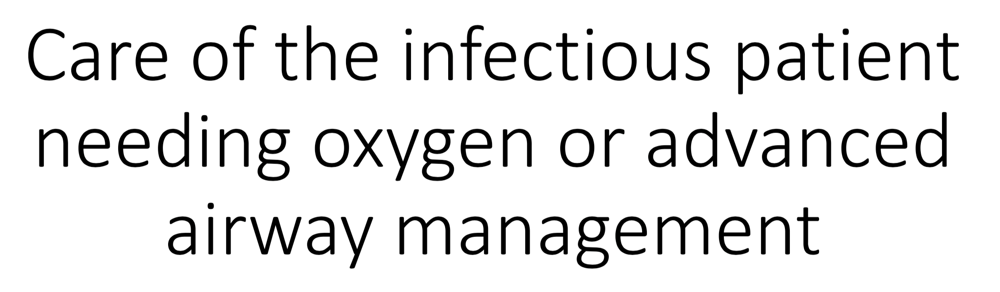 Care of the infectious patient
needing oxygen or advanced
airway management